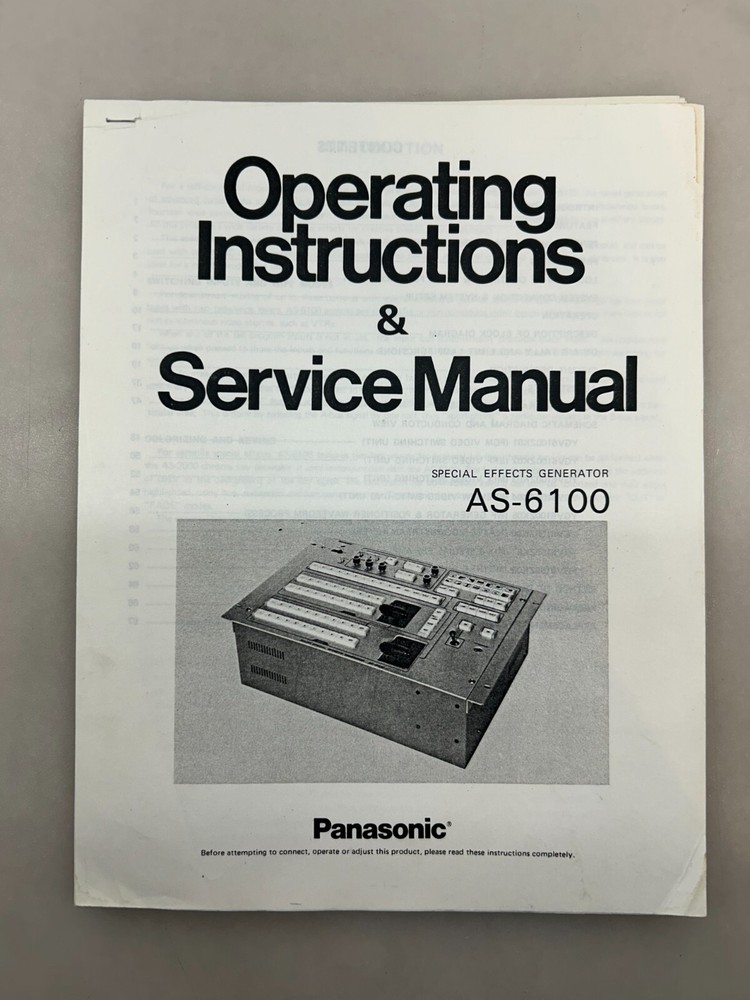 Operating
Instructions
&
Service Manual
SPECIAL EFFECTS GENERATOR
AS-6100
Panasonic®
Before attempting to connect, operate or adjust this product, please read these instructions completely.